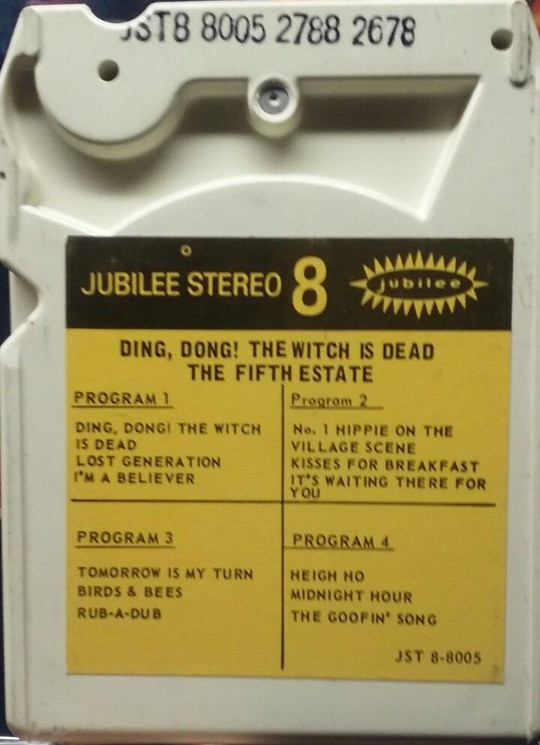 JST8 8005 2788 2678
JUBILEE STEREO 8 jubilee
DING, DONG! THE WITCH IS DEAD
THE FIFTH ESTATE
PROGRAM 1
DING, DONG! THE WITCH
IS DEAD
LOST GENERATION
I'M A BELIEVER
Program 2
No. 1 HIPPIE ON THE
VILLAGE SCENE
KISSES FOR BREAKFAST
IT'S WAITING THERE FOR
YOU
PROGRAM 3
TOMORROW IS MY TURN
BIRDS & BEES
RUB-A-DUB
PROGRAM 4
HEIGH HO
MIDNIGHT HOUR
THE GOOFIN' SONG
JST 8-8005